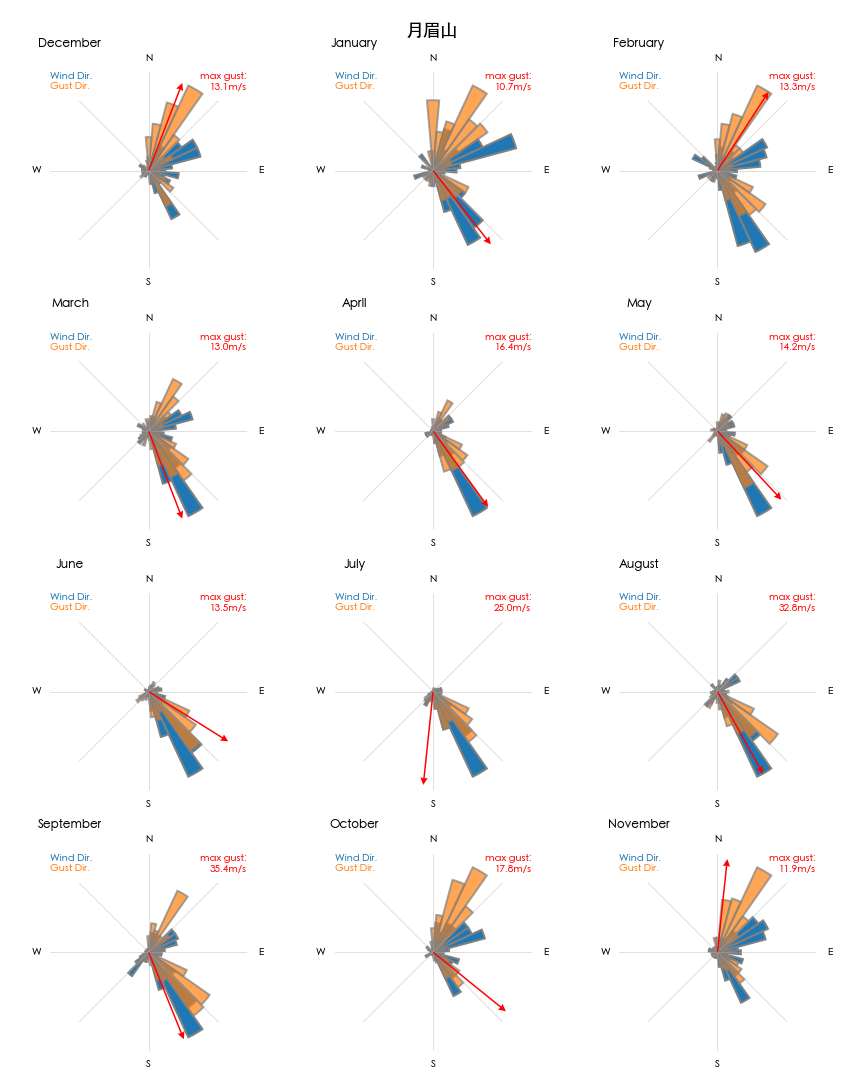 月眉山
December
N
Wind Dir.
Gust Dir.
max gust:
13.1m/s
W
E
S
January
N
Wind Dir.
Gust Dir.
max gust:
10.7m/s
W
E
S
February
N
Wind Dir.
Gust Dir.
max gust:
13.3m/s
W
E
S
March
N
Wind Dir.
Gust Dir.
max gust:
13.0m/s
W
E
S
April
N
Wind Dir.
Gust Dir.
max gust:
16.4m/s
W
E
S
May
N
Wind Dir.
Gust Dir.
max gust:
14.2m/s
W
E
S
June
N
Wind Dir.
Gust Dir.
max gust:
13.5m/s
W
E
S
July
N
Wind Dir.
Gust Dir.
max gust:
25.0m/s
W
E
S
August
N
Wind Dir.
Gust Dir.
max gust:
32.8m/s
W
E
S
September
N
Wind Dir.
Gust Dir.
max gust:
35.4m/s
W
E
S
October
N
Wind Dir.
Gust Dir.
max gust:
17.8m/s
W
E
S
November
N
Wind Dir.
Gust Dir.
max gust:
11.9m/s
W
E
S